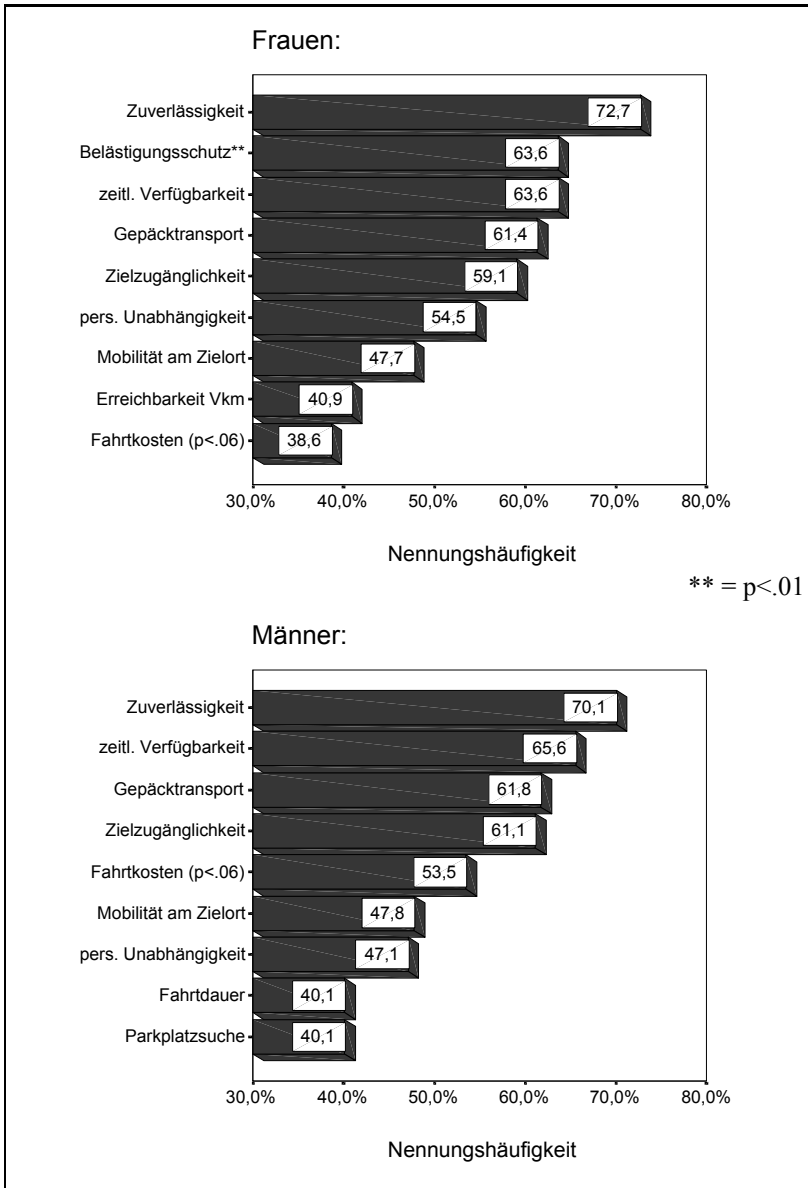 Frauen:
Zuverlässigkeit 72,7
Belästigungsschutz** 63,6
zeitl. Verfügbarkeit 63,6
Gepäcktransport 61,4
Zielzugänglichkeit 59,1
pers. Unabhängigkeit 54,5
Mobilität am Zielort 47,7
Erreichbarkeit Vkm 40,9
Fahrtkosten (p<.06) 38,6
30,0% 40,0% 50,0% 60,0% 70,0% 80,0%
Nennungshäufigkeit
** = p<.01
Männer:
Zuverlässigkeit 70,1
zeitl. Verfügbarkeit 65,6
Gepäcktransport 61,8
Zielzugänglichkeit 61,1
Fahrtkosten (p<.06) 53,5
Mobilität am Zielort 47,8
pers. Unabhängigkeit 47,1
Fahrtdauer 40,1
Parkplatzsuche 40,1
30,0% 40,0% 50,0% 60,0% 70,0% 80,0%
Nennungshäufigkeit